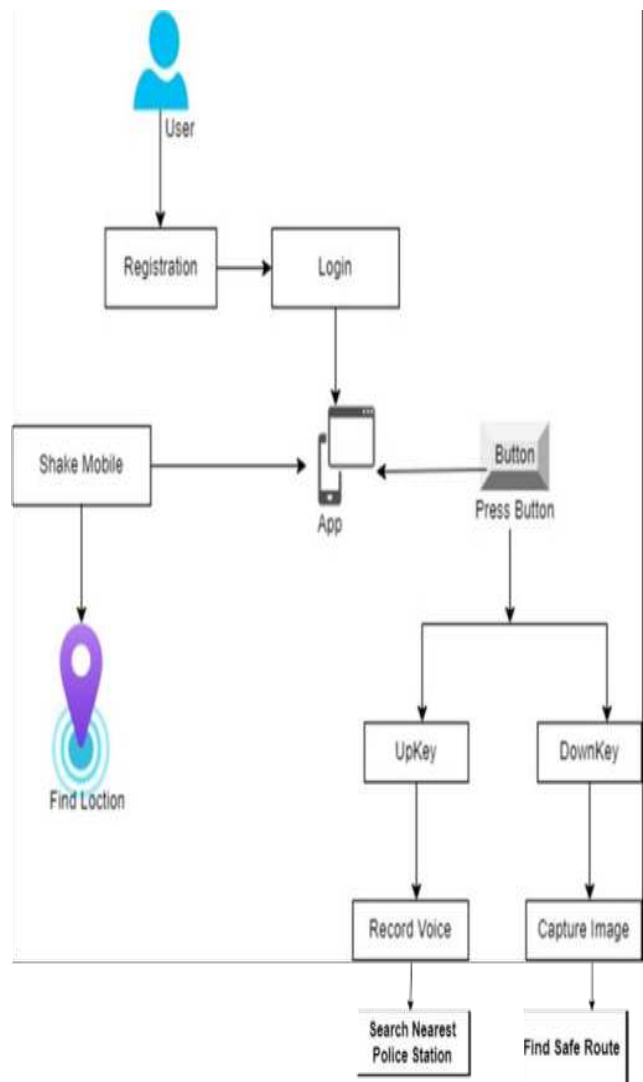 User
Registration
Login
Shake Mobile
App
Button
Press Button
Find Loction
UpKey
DownKey
Record Voice
Capture Image
Search Nearest
Police Station
Find Safe Route